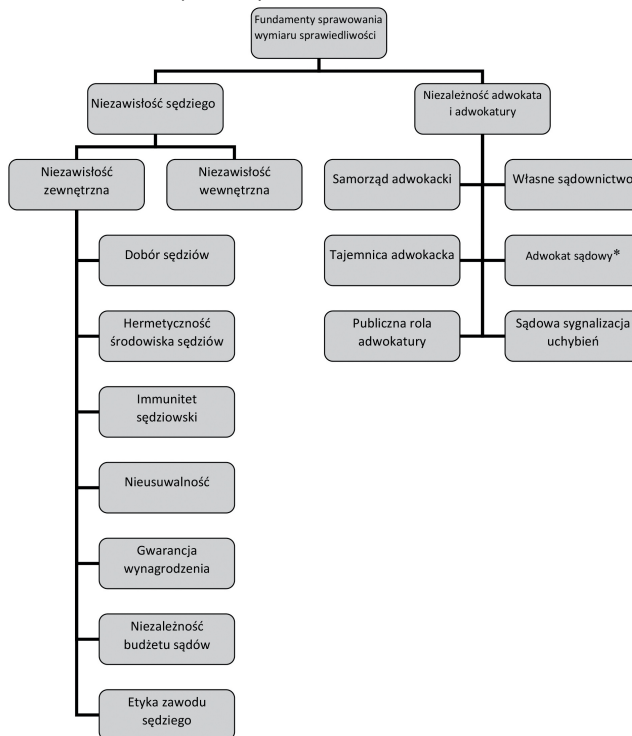 Fundamenty sprawowania
wymiaru sprawiedliwości
Niezawisłość sędziego
Niezależność adwokata
i adwokatury
Niezawisłość
zewnętrzna
Niezawisłość
wewnętrzna
Samorząd adwokacki
Własne sądownictwo
Dobór sędziów
Tajemnica adwokacka
Adwokat sądowy*
Hermetyczność
środowiska sędziów
Publiczna rola
adwokatury
Sądowa sygnalizacja
uchybień
Immunitet
sędziowski
Nieusuwalność
Gwarancja
wynagrodzenia
Niezależność
budżetu sądów
Etyka zawodu
sędziego